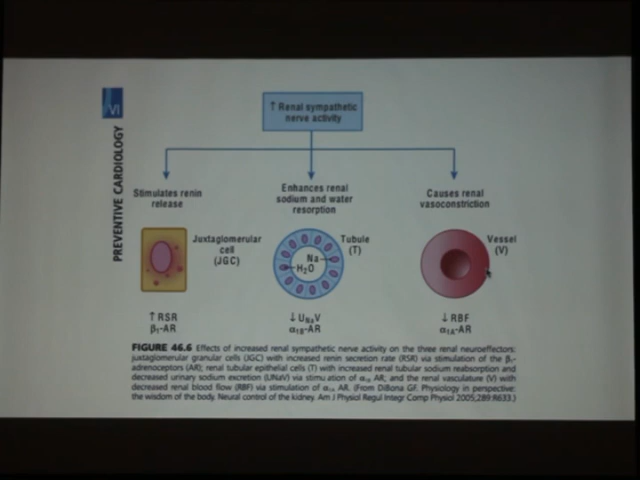 VI
PREVENTIVE CARDIOLOGY
↑ Renal sympathetic
nerve activity
Stimulates renin
release
Enhances renal
sodium and water
resorption
Causes renal
vasoconstriction
Juxtaglomerular
cell
(JGC)
Tubule
(T)
Na
H₂O
Vessel
(V)
↑ RSR
β₁-AR
↓ UNaV
α1B-AR
↓ RBF
α1A-AR
FIGURE 46.6 Effects of increased renal sympathetic nerve activity on the three renal neuroeffectors:
juxtaglomerular granular cells (JGC) with increased renin secretion rate (RSR) via stimulation of the β₁-
adrenoceptors (AR); renal tubular epithelial cells (T) with increased renal tubular sodium reabsorption and
decreased urinary sodium excretion (UNaV) via stimulation of α1B AR; and the renal vasculature (V) with
decreased renal blood flow (RBF) via stimulation of α1A AR. (From DiBona GF. Physiology in perspective:
the wisdom of the body. Neural control of the kidney. Am J Physiol Regul Integr Comp Physiol 2005;289:R633.)